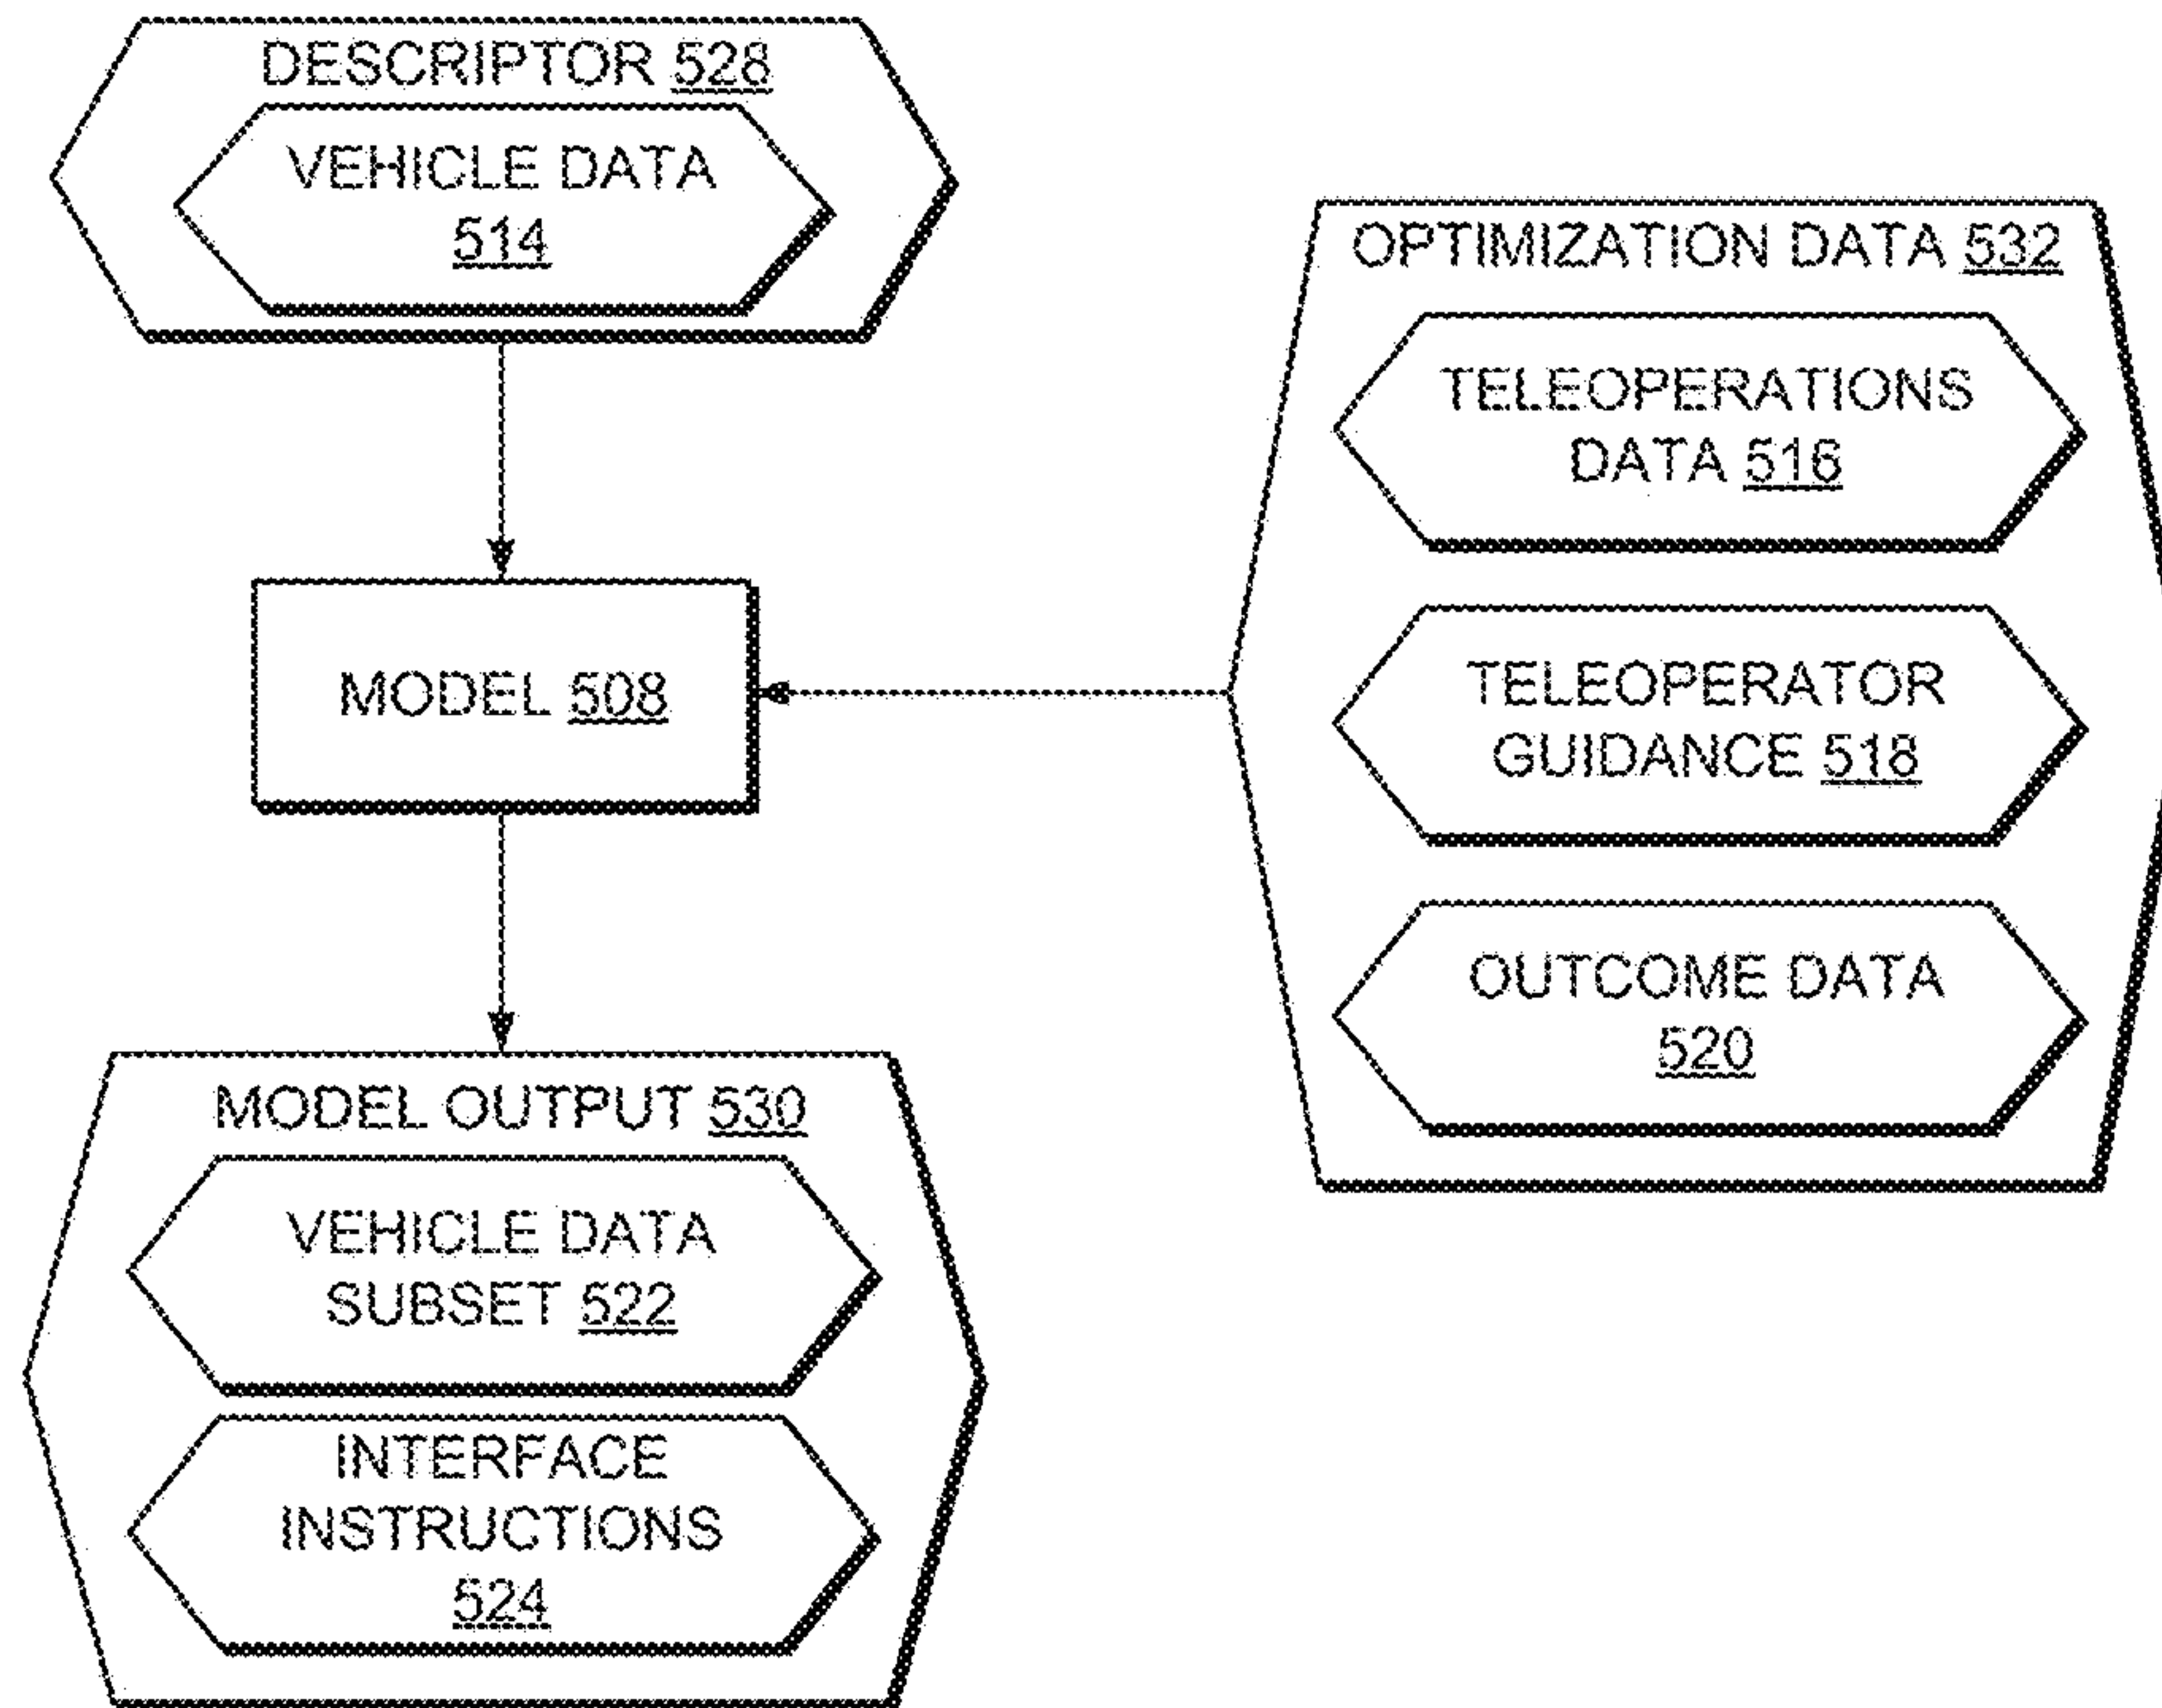 DESCRIPTOR 528
VEHICLE DATA
514
OPTIMIZATION DATA 532
TELEOPERATIONS
DATA 516
MODEL 508
TELEOPERATOR
GUIDANCE 518
OUTCOME DATA
520
MODEL OUTPUT 530
VEHICLE DATA
SUBSET 522
INTERFACE
INSTRUCTIONS
524